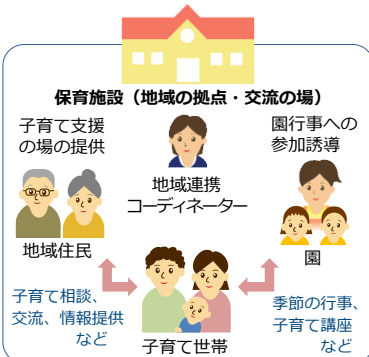 保育施設（地域の拠点・交流の場）
子育て支援
の場の提供
園行事への
参加誘導
地域連携
コーディネーター
地域住民
園
子育て相談、
交流、情報提供
など
季節の行事、
子育て講座
など
子育て世帯